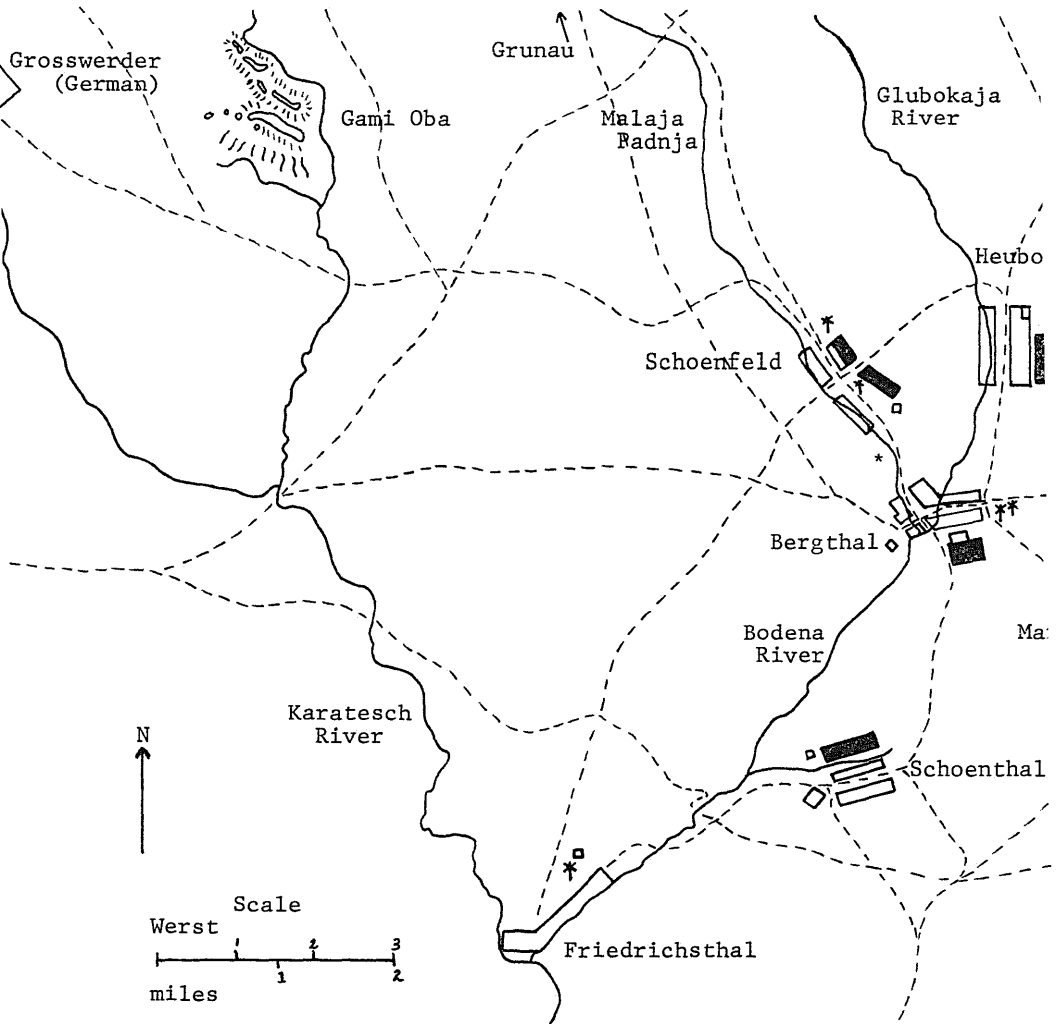 Grosswerder
(German)
Gami Oba
Grunau
Malaja
Padnja
Glubokaja
River
Heubo
Schoenfeld
Bergthal
Bodena
River
Ma
Karatesch
River
N
Schoenthal
Scale
Werst
1 2 3
1 2
miles
Friedrichsthal